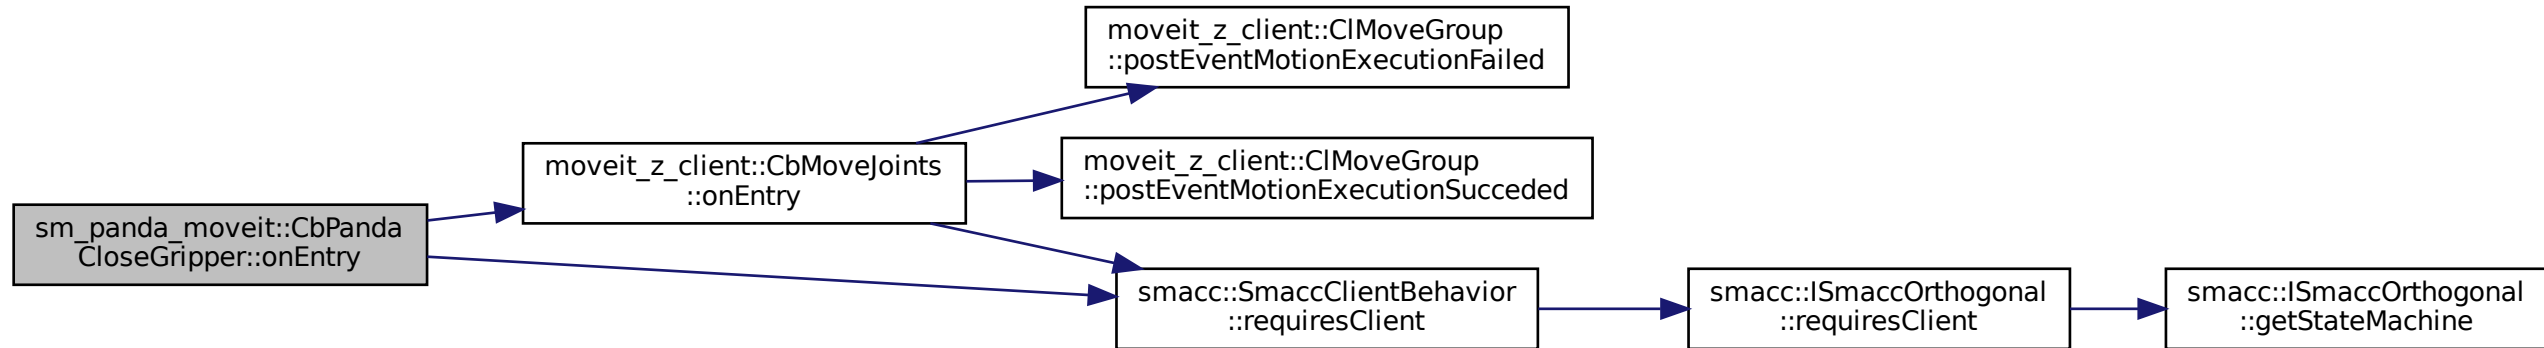 moveit_z_client::ClMoveGroup
::postEventMotionExecutionFailed
moveit_z_client::CbMoveJoints
::onEntry
moveit_z_client::ClMoveGroup
::postEventMotionExecutionSucceded
sm_panda_moveit::CbPanda
CloseGripper::onEntry
smacc::SmaccClientBehavior
::requiresClient
smacc::ISmaccOrthogonal
::requiresClient
smacc::ISmaccOrthogonal
::getStateMachine